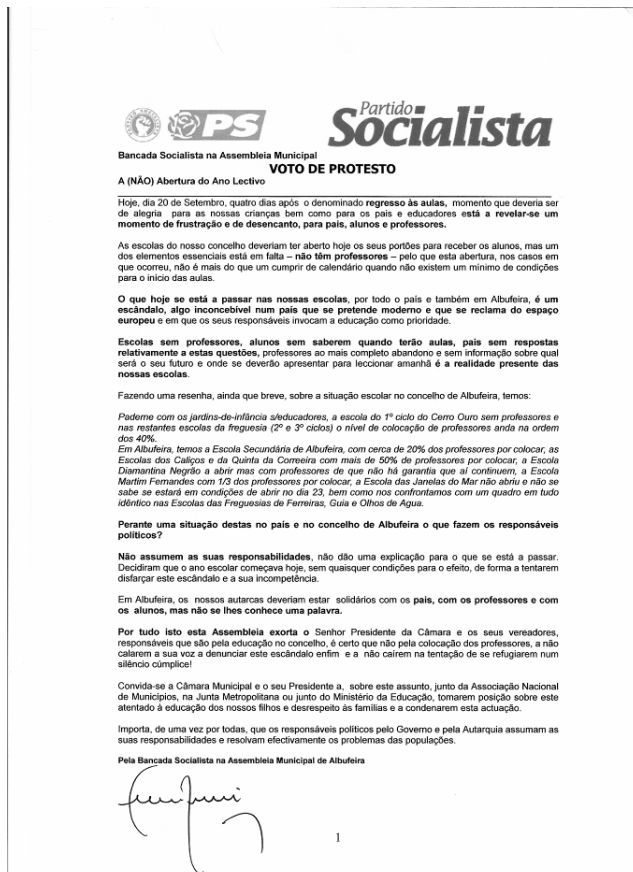 PS
Partido
Socialista
Bancada Socialista na Assembleia Municipal
VOTO DE PROTESTO
A (NÃO) Abertura do Ano Lectivo
Hoje, dia 20 de Setembro, quatro dias após o denominado regresso às aulas, momento que deveria ser
de alegria para as nossas crianças bem como para os pais e educadores está a revelar-se um
momento de frustração e de desencanto, para pais, alunos e professores.
As escolas do nosso concelho deveriam ter aberto hoje os seus portões para receber os alunos, mas um
dos elementos essenciais está em falta – não têm professores – pelo que esta abertura, nos casos em
que ocorreu, não é mais do que um cumprir de calendário quando não existem um mínimo de condições
para o início das aulas.
O que hoje se está a passar nas nossas escolas, por todo o país e também em Albufeira, é um
escândalo, algo inconcebível num país que se pretende moderno e que se reclama do espaço
europeu e em que os seus responsáveis invocam a educação como prioridade.
Escolas sem professores, alunos sem saberem quando terão aulas, pais sem respostas
relativamente a estas questões, professores ao mais completo abandono e sem informação sobre qual
será o seu futuro e onde se deverão apresentar para leccionar amanhã é a realidade presente das
nossas escolas.
Fazendo uma resenha, ainda que breve, sobre a situação escolar no concelho de Albufeira, temos:
Paderne com os jardins-de-infância s/educadores, a escola do 1º ciclo do Cerro Ouro sem professores e
nas restantes escolas da freguesia (2º e 3º ciclos) o nível de colocação de professores anda na ordem
dos 40%.
Em Albufeira, temos a Escola Secundária de Albufeira, com cerca de 20% dos professores por colocar, as
Escolas dos Caliços e da Quinta da Correeira com mais de 50% de professores por colocar, a Escola
Diamantina Negrão a abrir mas com professores de que não há garantia que aí continuem, a Escola
Martim Fernandes com 1/3 dos professores por colocar, a Escola das Janelas do Mar não abriu e não se
sabe se estará em condições de abrir no dia 23, bem como nos confrontamos com um quadro em tudo
idêntico nas Escolas das Freguesias de Ferreiras, Guia e Olhos de Agua.
Perante uma situação destas no país e no concelho de Albufeira o que fazem os responsáveis
políticos?
Não assumem as suas responsabilidades, não dão uma explicação para o que se está a passar.
Decidiram que o ano escolar começava hoje, sem quaisquer condições para o efeito, de forma a tentarem
disfarçar este escândalo e a sua incompetência.
Em Albufeira, os nossos autarcas deveriam estar solidários com os pais, com os professores e com
os alunos, mas não se lhes conhece uma palavra.
Por tudo isto esta Assembleia exorta o Senhor Presidente da Câmara e os seus vereadores,
responsáveis que são pela educação no concelho, é certo que não pela colocação dos professores, a não
calarem a sua voz a denunciar este escândalo enfim e a não caírem na tentação de se refugiarem num
silêncio cúmplice!
Convida-se a Câmara Municipal e o seu Presidente a, sobre este assunto, junto da Associação Nacional
de Municípios, na Junta Metropolitana ou junto do Ministério da Educação, tomarem posição sobre este
atentado à educação dos nossos filhos e desrespeito às famílias e a condenarem esta actuação.
Importa, de uma vez por todas, que os responsáveis políticos pelo Governo e pela Autarquia assumam as
suas responsabilidades e resolvam efectivamente os problemas das populações.
Pela Bancada Socialista na Assembleia Municipal de Albufeira
1